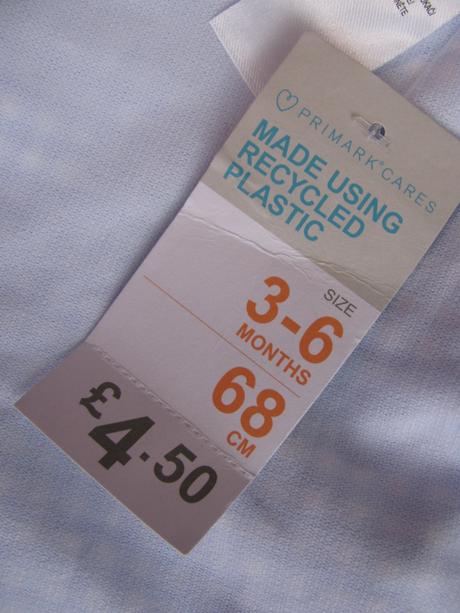 PRIMARK®CARES
MADE USING
RECYCLED
PLASTIC
SIZE
3-6
MONTHS
68
CM
£4.50